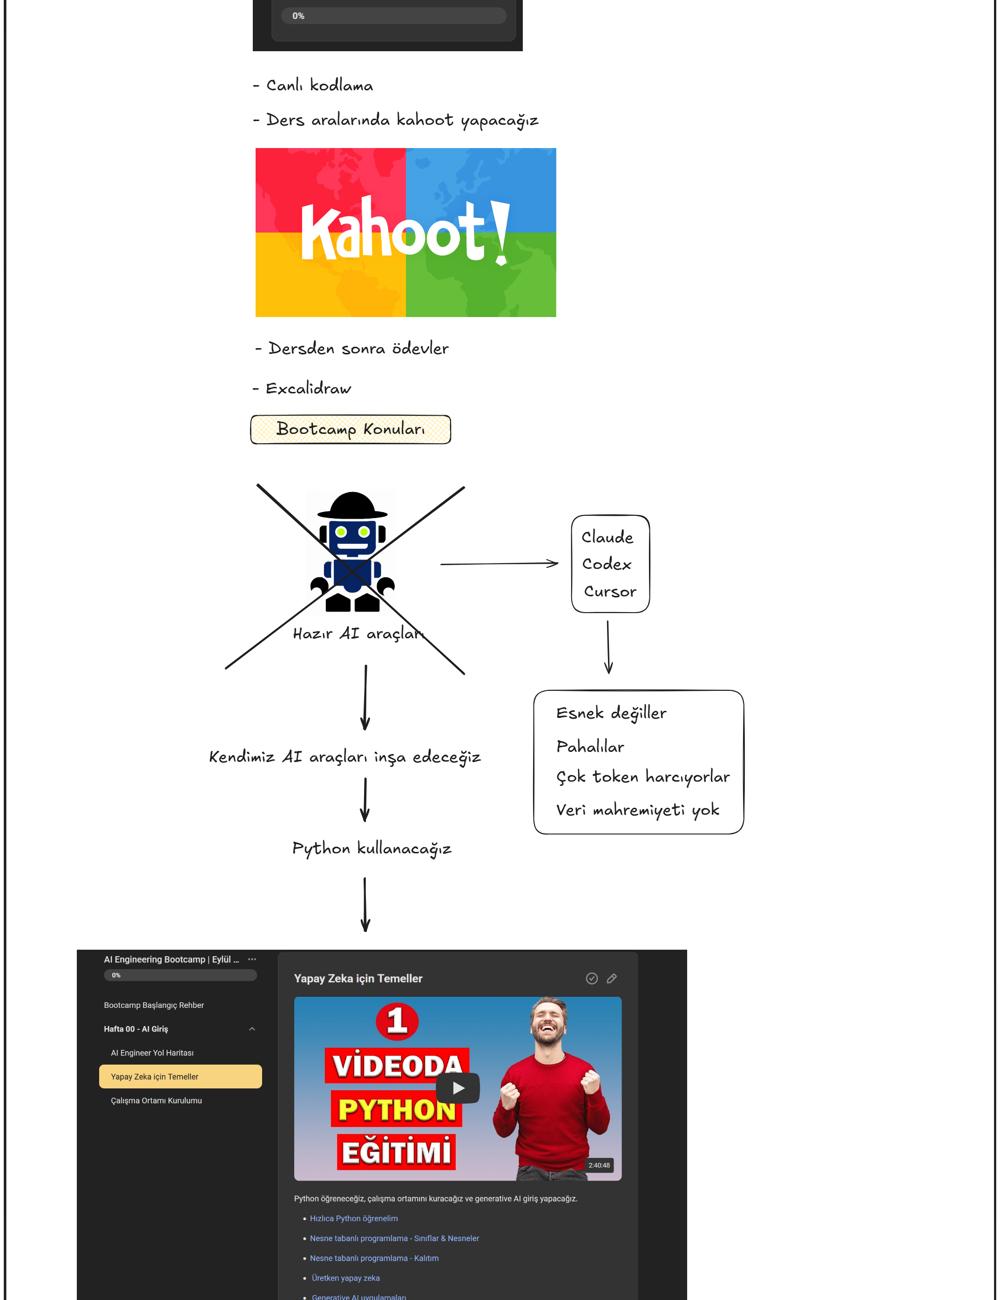 0%
- Canlı kodlama
- Ders aralarında kahoot yapacağız
Kahoot!
- Dersden sonra ödevler
- Excalidraw
Bootcamp Konuları
Hazır AI araçları
Claude
Codex
Cursor
Esnek değiller
Pahalılar
Çok token harcıyorlar
Veri mahremiyeti yok
Kendimiz AI araçları inşa edeceğiz
Python kullanacağız
AI Engineering Bootcamp | Eylül ...
0%
Bootcamp Başlangıç Rehber
Hafta 00 - AI Giriş
AI Engineer Yol Haritası
Yapay Zeka için Temeller
Çalışma Ortamı Kurulumu
Yapay Zeka için Temeller
1
VİDEODA
PYTHON
EĞİTİMİ
2:40:48
Python öğreneceğiz, çalışma ortamını kuracağız ve generative AI giriş yapacağız.
Hızlıca Python öğrenelim
Nesne tabanlı programlama - Sınıflar & Nesneler
Nesne tabanlı programlama - Kalıtım
Üretken yapay zeka
Generative AI uygulamaları